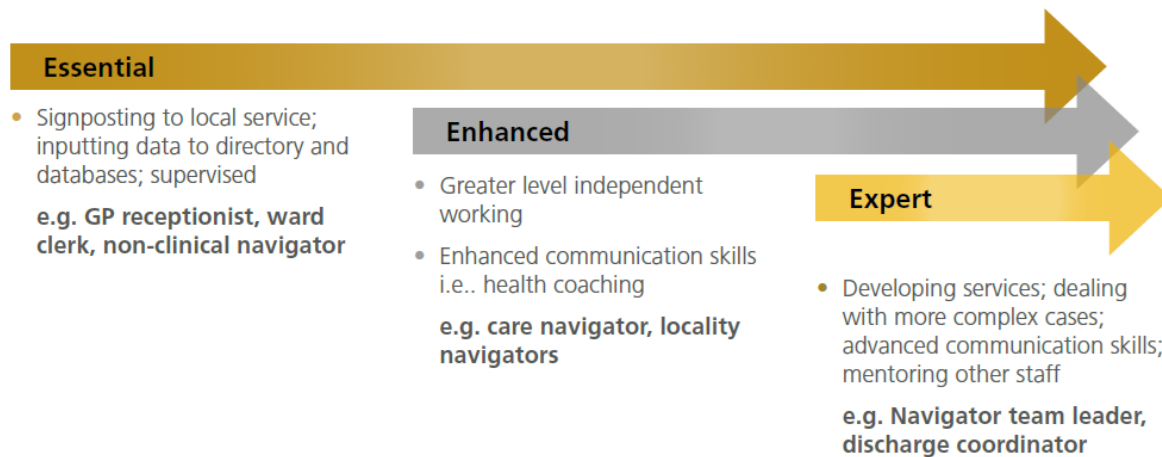 Essential
• Signposting to local service;
inputting data to directory and
databases; supervised
e.g. GP receptionist, ward
clerk, non-clinical navigator
Enhanced
• Greater level independent
working
• Enhanced communication skills
i.e.. health coaching
e.g. care navigator, locality
navigators
Expert
• Developing services; dealing
with more complex cases;
advanced communication skills;
mentoring other staff
e.g. Navigator team leader,
discharge coordinator